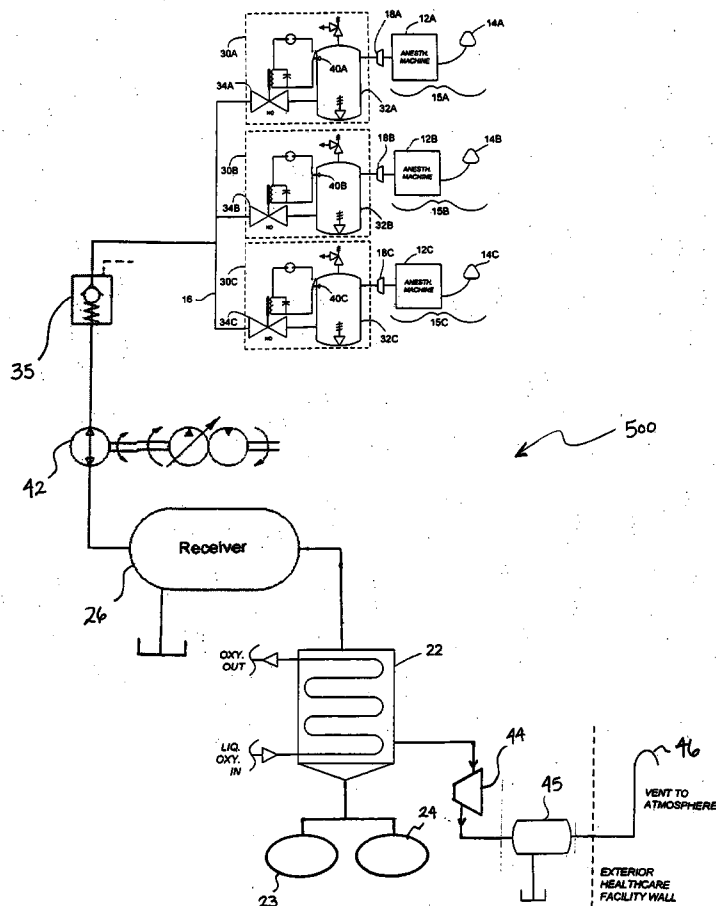 30A
18A
12A
14A
34A
40A
ANESTH.
MACHINE
NO
32A
15A
30B
18B
12B
14B
34B
40B
ANESTH.
MACHINE
NO
32B
15B
30C
18C
12C
14C
16
34C
40C
ANESTH.
MACHINE
NO
32C
15C
35
42
500
Receiver
26
OXY.
OUT
22
LIQ.
OXY.
IN
44
46
45
VENT TO
ATMOSPHERE
24
23
EXTERIOR
HEALTHCARE
FACILITY WALL